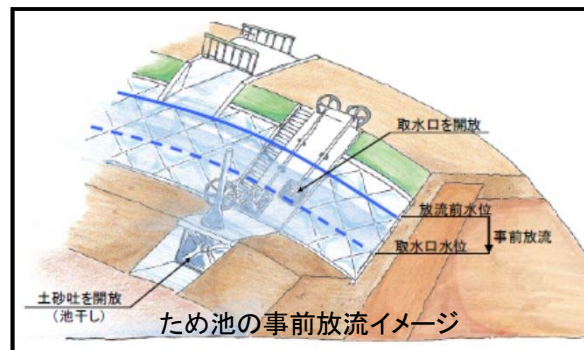 取水口を開放
放流前水位
事前放流
取水口水位
土砂吐を開放
(池干し)
ため池の事前放流イメージ